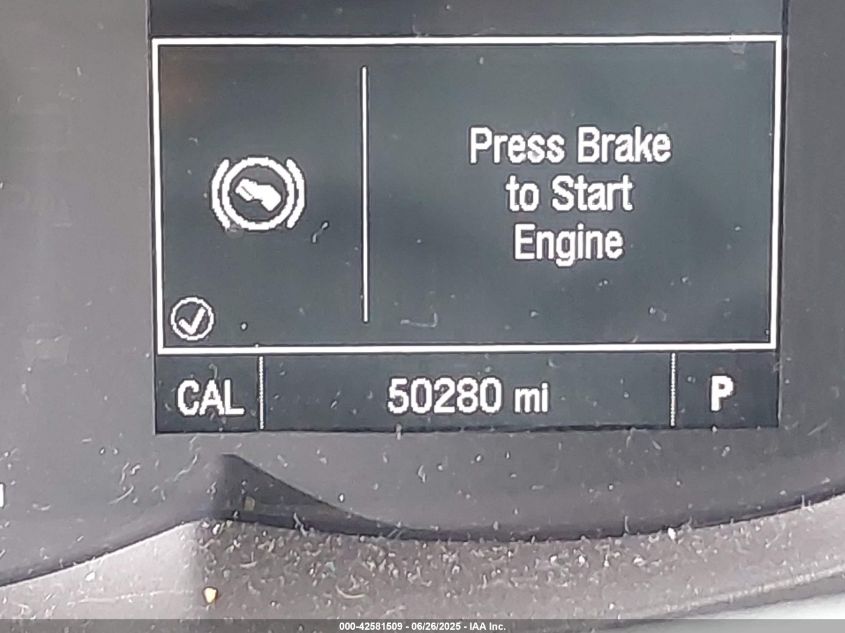 Press Brake
to Start
Engine
CAL
50280 mi
P
000-42581509 - 06/26/2025 - IAA Inc.